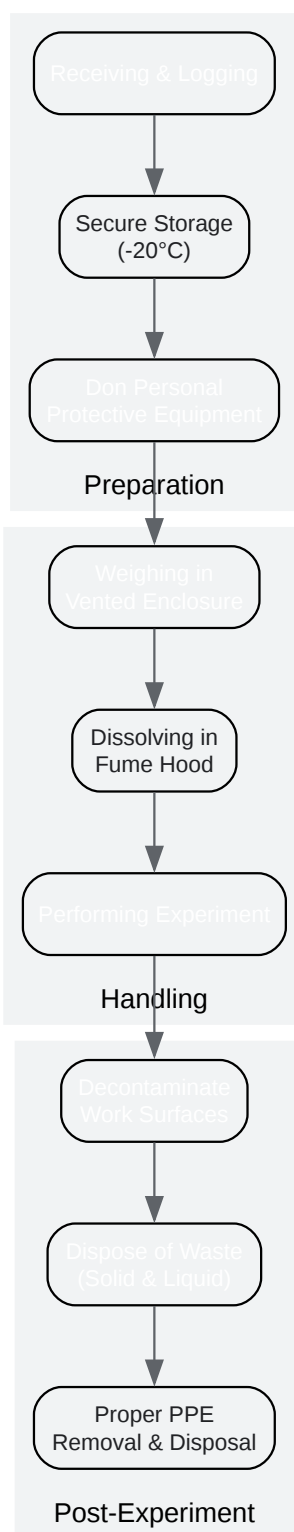 Receiving & Logging
Secure Storage
(-20°C)
Don Personal
Protective Equipment
Preparation
Weighing in
Vented Enclosure
Dissolving in
Fume Hood
Performing Experiment
Handling
Decontaminate
Work Surfaces
Dispose of Waste
(Solid & Liquid)
Proper PPE
Removal & Disposal
Post-Experiment